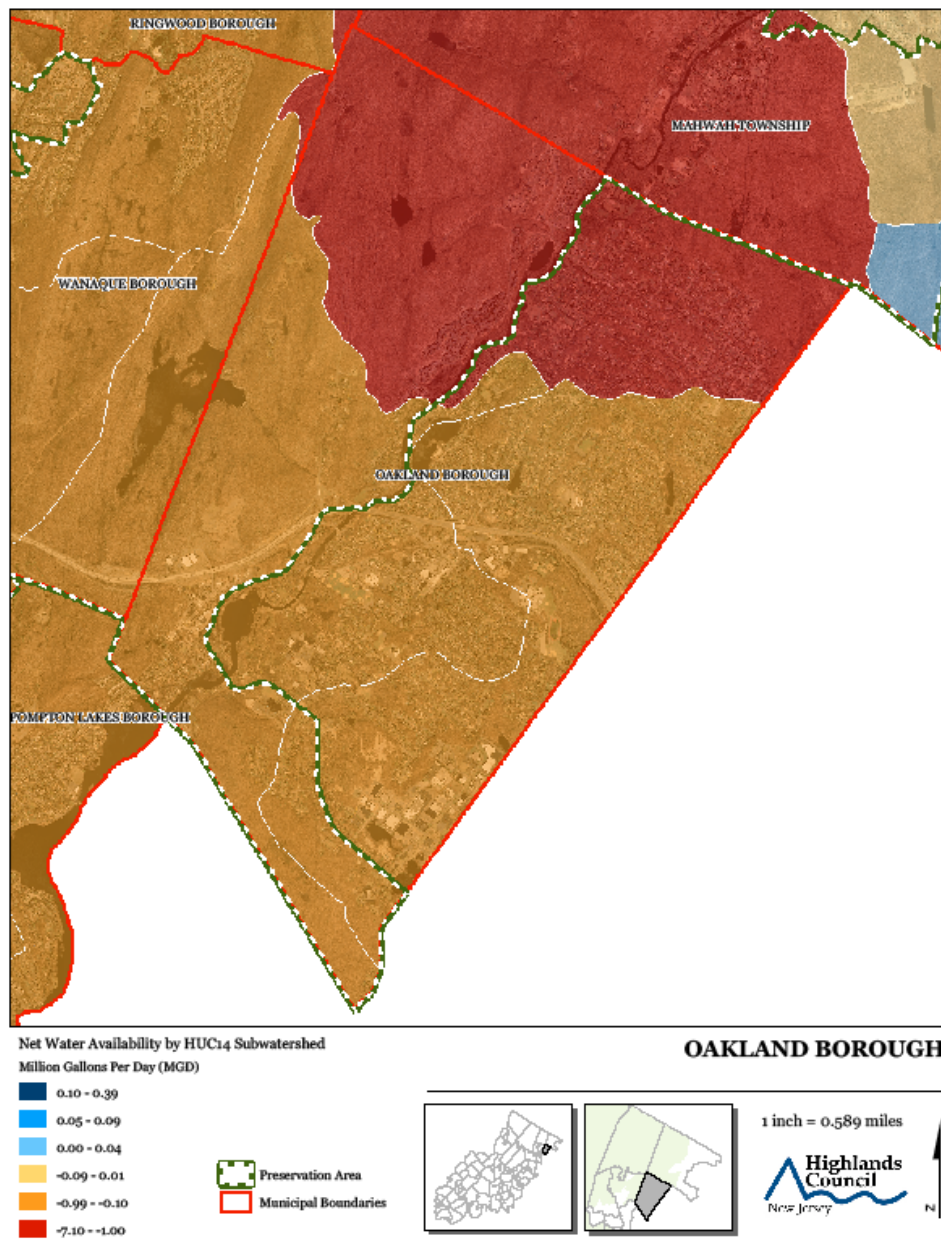 RINGWOOD BOROUGH
MAHWAH TOWNSHIP
WANAQUE BOROUGH
OAKLAND BOROUGH
POMPTON LAKES BOROUGH
Net Water Availability by HUC14 Subwatershed
Million Gallons Per Day (MGD)
0.10 - 0.39
0.05 - 0.09
0.00 - 0.04
-0.09 - 0.01
-0.99 - -0.10
-7.10 - -1.00
Preservation Area
Municipal Boundaries
OAKLAND BOROUGH
1 inch = 0.589 miles
Highlands
Council
New Jersey
N